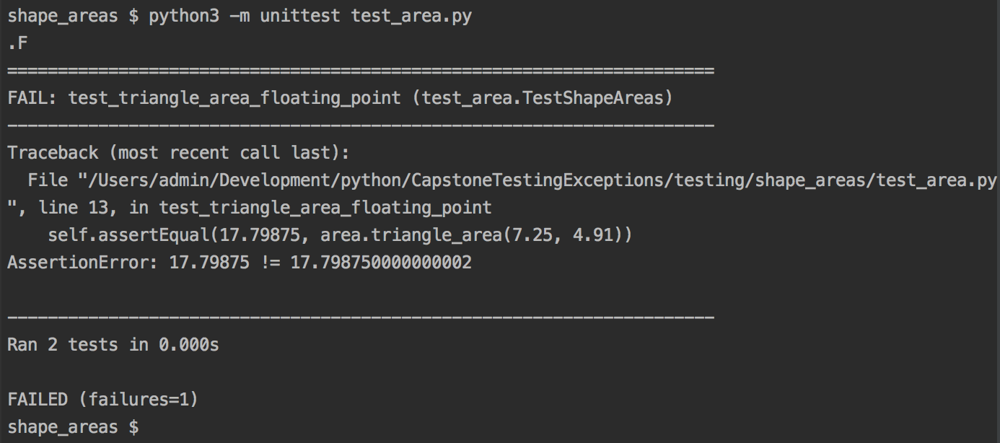 shape_areas $ python3 -m unittest test_area.py
.F
======================================================================
FAIL: test_triangle_area_floating_point (test_area.TestShapeAreas)
----------------------------------------------------------------------
Traceback (most recent call last):
  File "/Users/admin/Development/python/CapstoneTestingExceptions/testing/shape_areas/test_area.py
", line 13, in test_triangle_area_floating_point
    self.assertEqual(17.79875, area.triangle_area(7.25, 4.91))
AssertionError: 17.79875 != 17.798750000000002

----------------------------------------------------------------------
Ran 2 tests in 0.000s

FAILED (failures=1)
shape_areas $